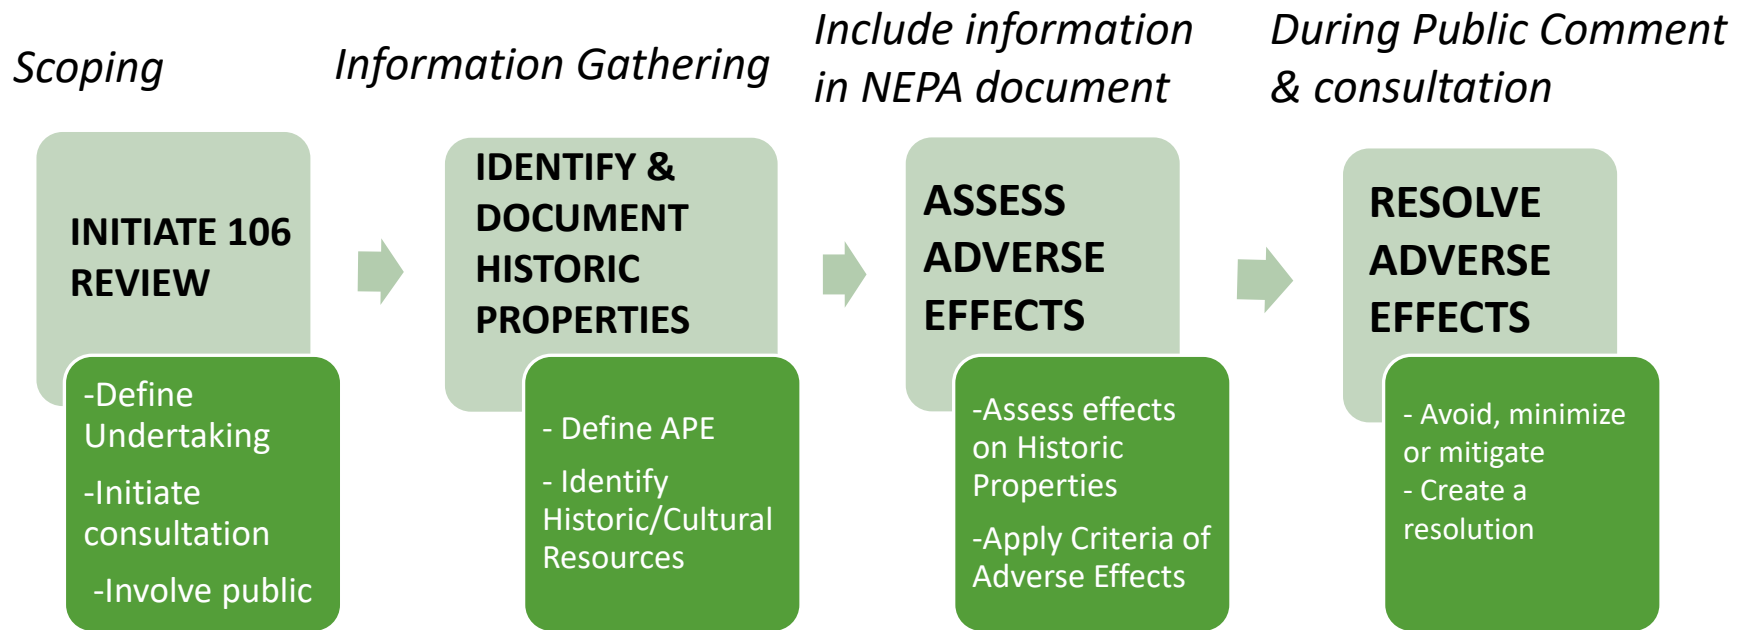 Scoping
Information Gathering
Include information
in NEPA document
During Public Comment
& consultation
INITIATE 106
REVIEW
-Define
Undertaking
-Initiate
consultation
-Involve public
IDENTIFY &
DOCUMENT
HISTORIC
PROPERTIES
- Define APE
- Identify
Historic/Cultural
Resources
ASSESS
ADVERSE
EFFECTS
-Assess effects
on Historic
Properties
-Apply Criteria of
Adverse Effects
RESOLVE
ADVERSE
EFFECTS
- Avoid, minimize
or mitigate
- Create a
resolution